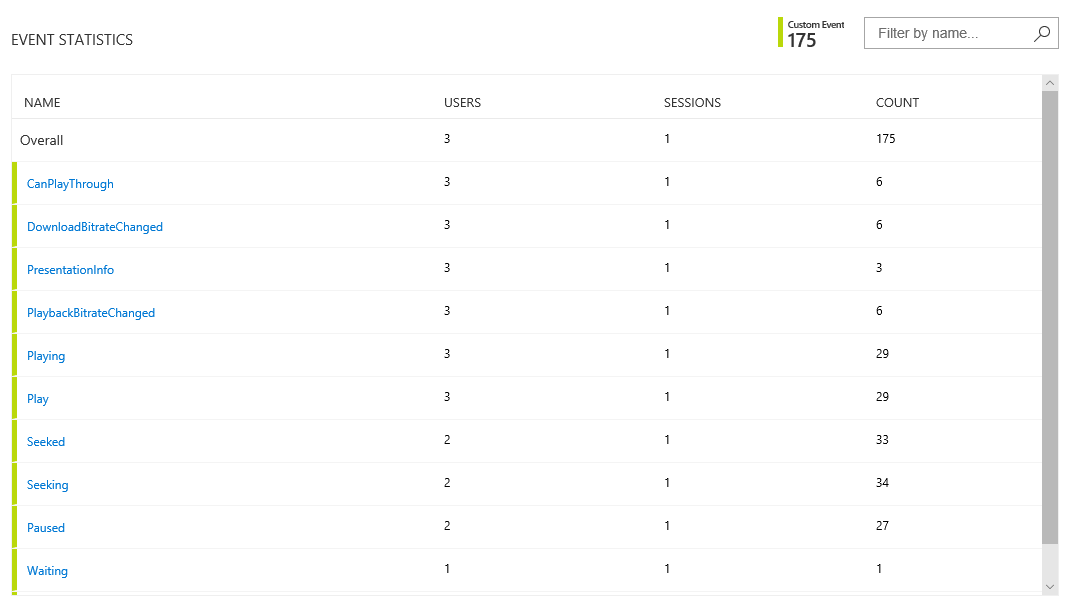 Custom Event
175
Filter by name...
EVENT STATISTICS
NAME USERS SESSIONS COUNT
Overall 3 1 175
CanPlayThrough 3 1 6
DownloadBitrateChanged 3 1 6
PresentationInfo 3 1 3
PlaybackBitrateChanged 3 1 6
Playing 3 1 29
Play 3 1 29
Seeked 2 1 33
Seeking 2 1 34
Paused 2 1 27
Waiting 1 1 1